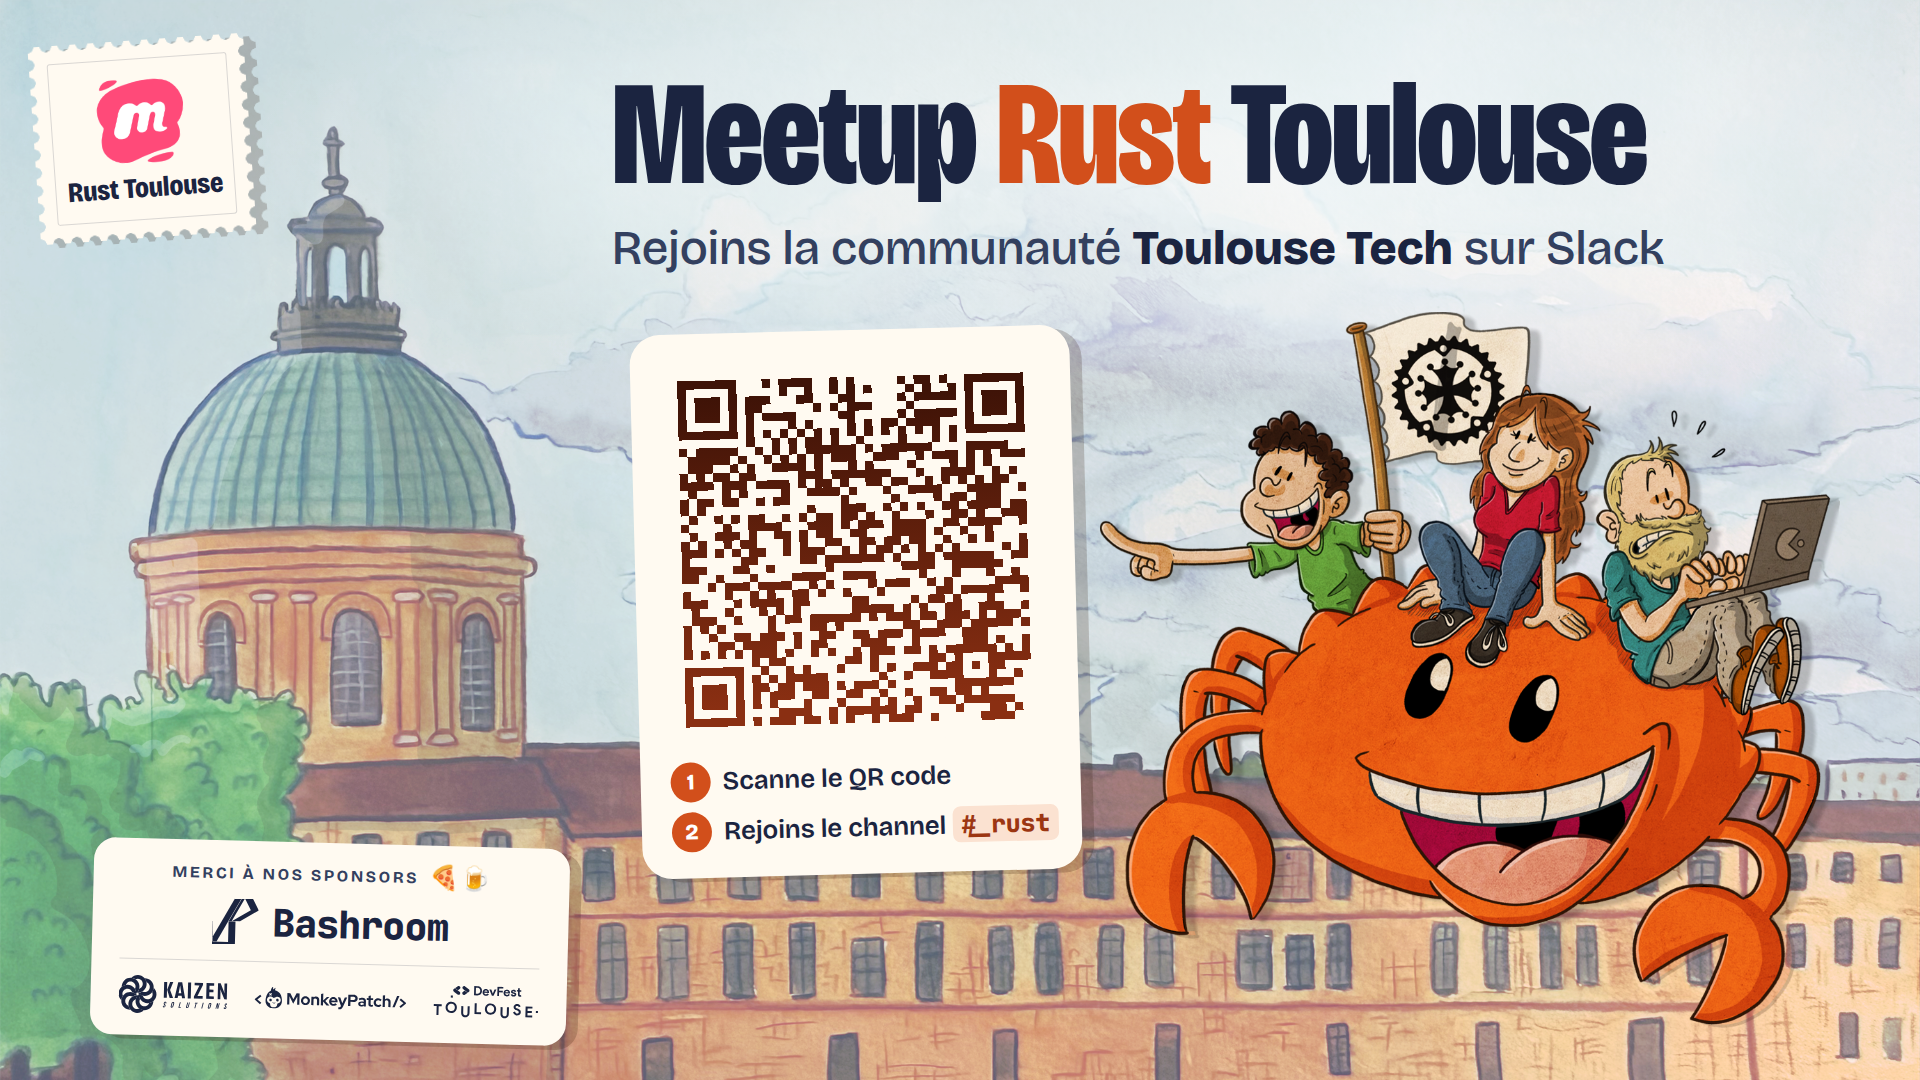 Rust Toulouse
Meetup Rust Toulouse
Rejoins la communauté Toulouse Tech sur Slack
1 Scanne le QR code
2 Rejoins le channel #_rust
MERCI À NOS SPONSORS
Bashroom
KAIZEN
SOLUTIONS
<MonkeyPatch/>
DevFest
TOULOUSE